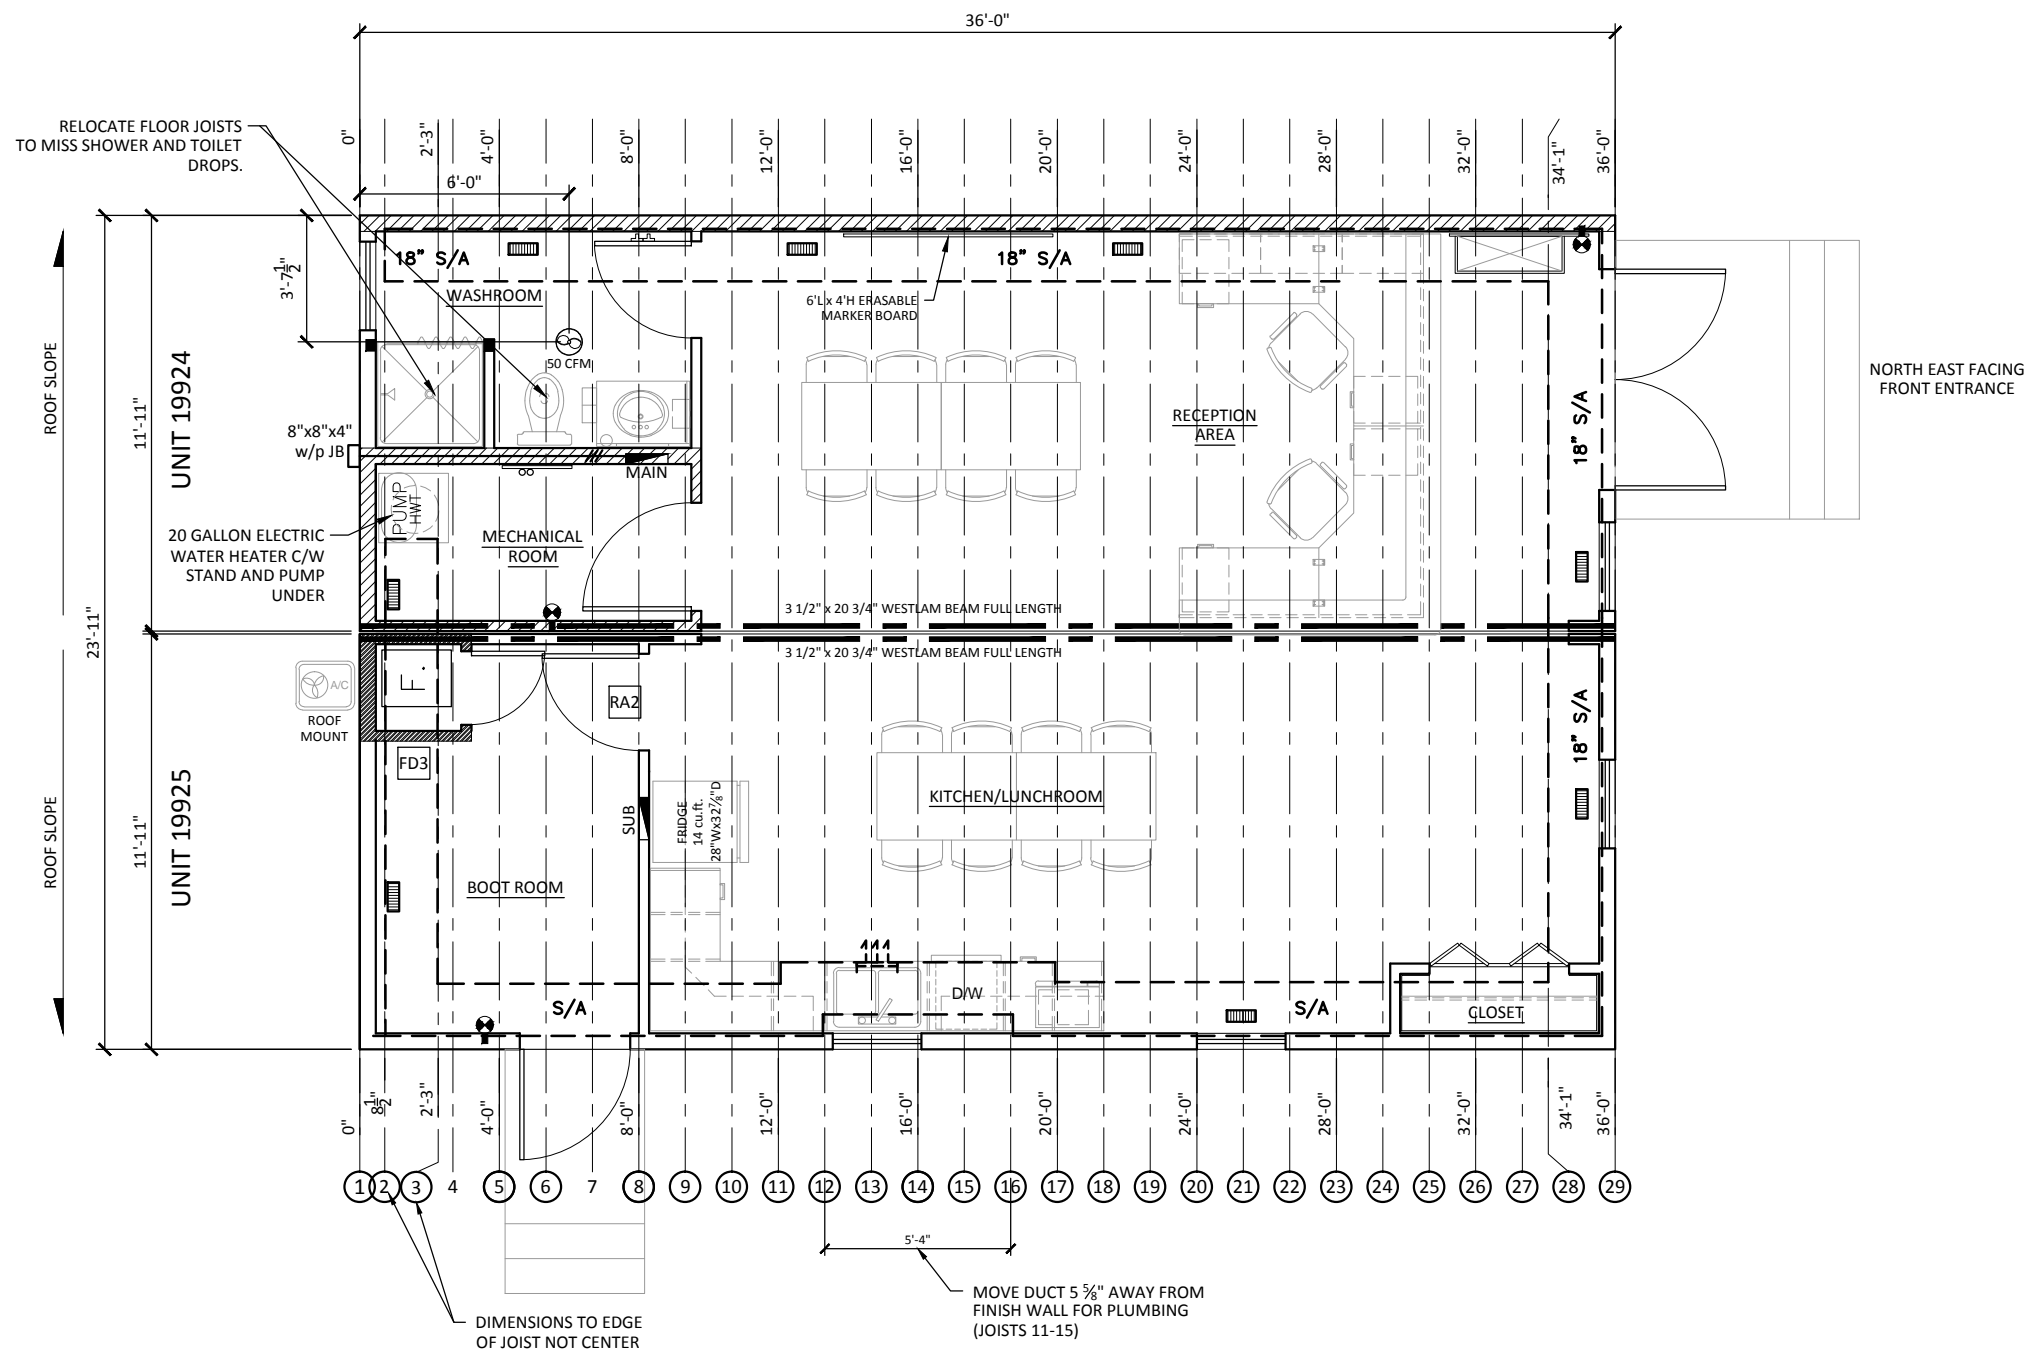 36'-0"
RELOCATE FLOOR JOISTS
TO MISS SHOWER AND TOILET
DROPS.
0"
2'-3"
4'-0"
8'-0"
12'-0"
16'-0"
20'-0"
24'-0"
28'-0"
32'-0"
34'-1"
36'-0"
6'-0"
3'-7 1/2"
18" S/A
18" S/A
WASHROOM
6'L x 4'H ERASABLE
MARKER BOARD
50 CFM
ROOF SLOPE
11'-11"
UNIT 19924
8"x8"x4"
w/p JB
MAIN
RECEPTION
AREA
18" S/A
NORTH EAST FACING
FRONT ENTRANCE
PUMP
HWT
20 GALLON ELECTRIC
WATER HEATER C/W
STAND AND PUMP
UNDER
MECHANICAL
ROOM
23'-11"
3 1/2" x 20 3/4" WESTLAM BEAM FULL LENGTH
3 1/2" x 20 3/4" WESTLAM BEAM FULL LENGTH
A/C
ROOF
MOUNT
F.
RA2
FD3
18" S/A
ROOF SLOPE
11'-11"
UNIT 19925
SUB
FRIDGE
14 cu.ft.
28"Wx32⅞"D
KITCHEN/LUNCHROOM
BOOT ROOM
S/A
D/W
S/A
CLOSET
0"
8 1/2"
2'-3"
4'-0"
8'-0"
12'-0"
16'-0"
20'-0"
24'-0"
28'-0"
32'-0"
34'-1"
36'-0"
1 2 3 4 5 6 7 8 9 10 11 12 13 14 15 16 17 18 19 20 21 22 23 24 25 26 27 28 29
5'-4"
MOVE DUCT 5 ⅝" AWAY FROM
FINISH WALL FOR PLUMBING
(JOISTS 11-15)
DIMENSIONS TO EDGE
OF JOIST NOT CENTER